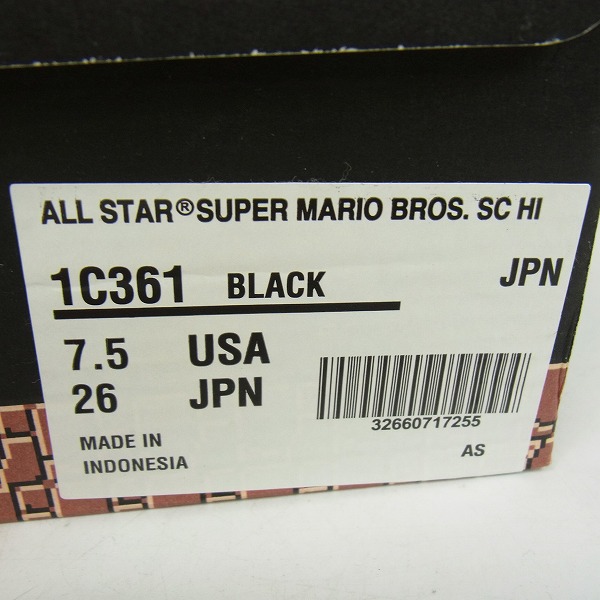 ALL STAR® SUPER MARIO BROS. SC HI
1C361 BLACK JPN
7.5 USA
26 JPN
32660717255
MADE IN
INDONESIA
AS